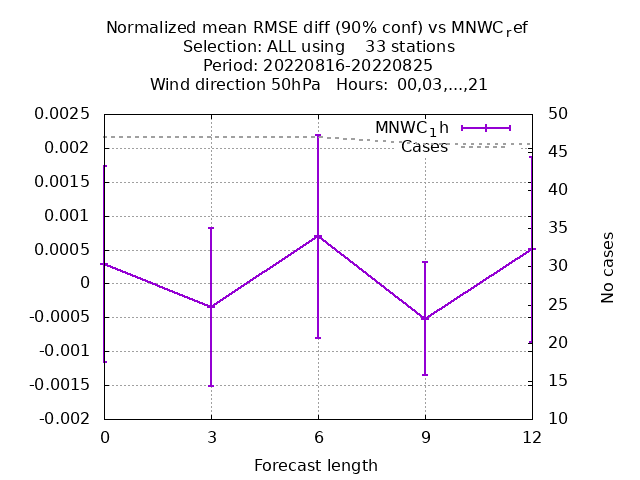 Normalized mean RMSE diff (90% conf) vs MNWCref
Selection: ALL using    33 stations
Period: 20220816-20220825
Wind direction 50hPa   Hours: 00,03,...,21
0.0025
0.002
0.0015
0.001
0.0005
0
-0.0005
-0.001
-0.0015
-0.002
50
45
40
35
30
25
20
15
10
MNWC1h
Cases
No cases
0 3 6 9 12
Forecast length